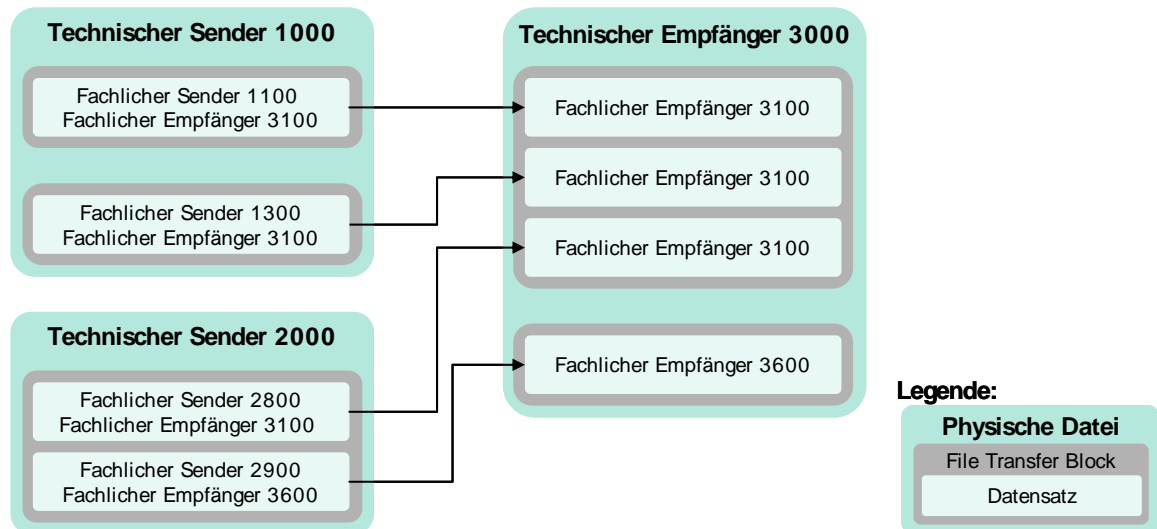 Technischer Sender 1000
Fachlicher Sender 1100
Fachlicher Empfänger 3100
Fachlicher Sender 1300
Fachlicher Empfänger 3100
Technischer Sender 2000
Fachlicher Sender 2800
Fachlicher Empfänger 3100
Fachlicher Sender 2900
Fachlicher Empfänger 3600
Technischer Empfänger 3000
Fachlicher Empfänger 3100
Fachlicher Empfänger 3100
Fachlicher Empfänger 3100
Fachlicher Empfänger 3600
Legende:
Physische Datei
File Transfer Block
Datensatz